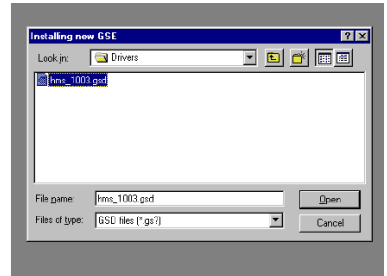 Installing new GSE
Look in: Drivers
hms_1003.gsd
File name: hms_1003.gsd Open
Files of type: GSD files (*.gs?) Cancel